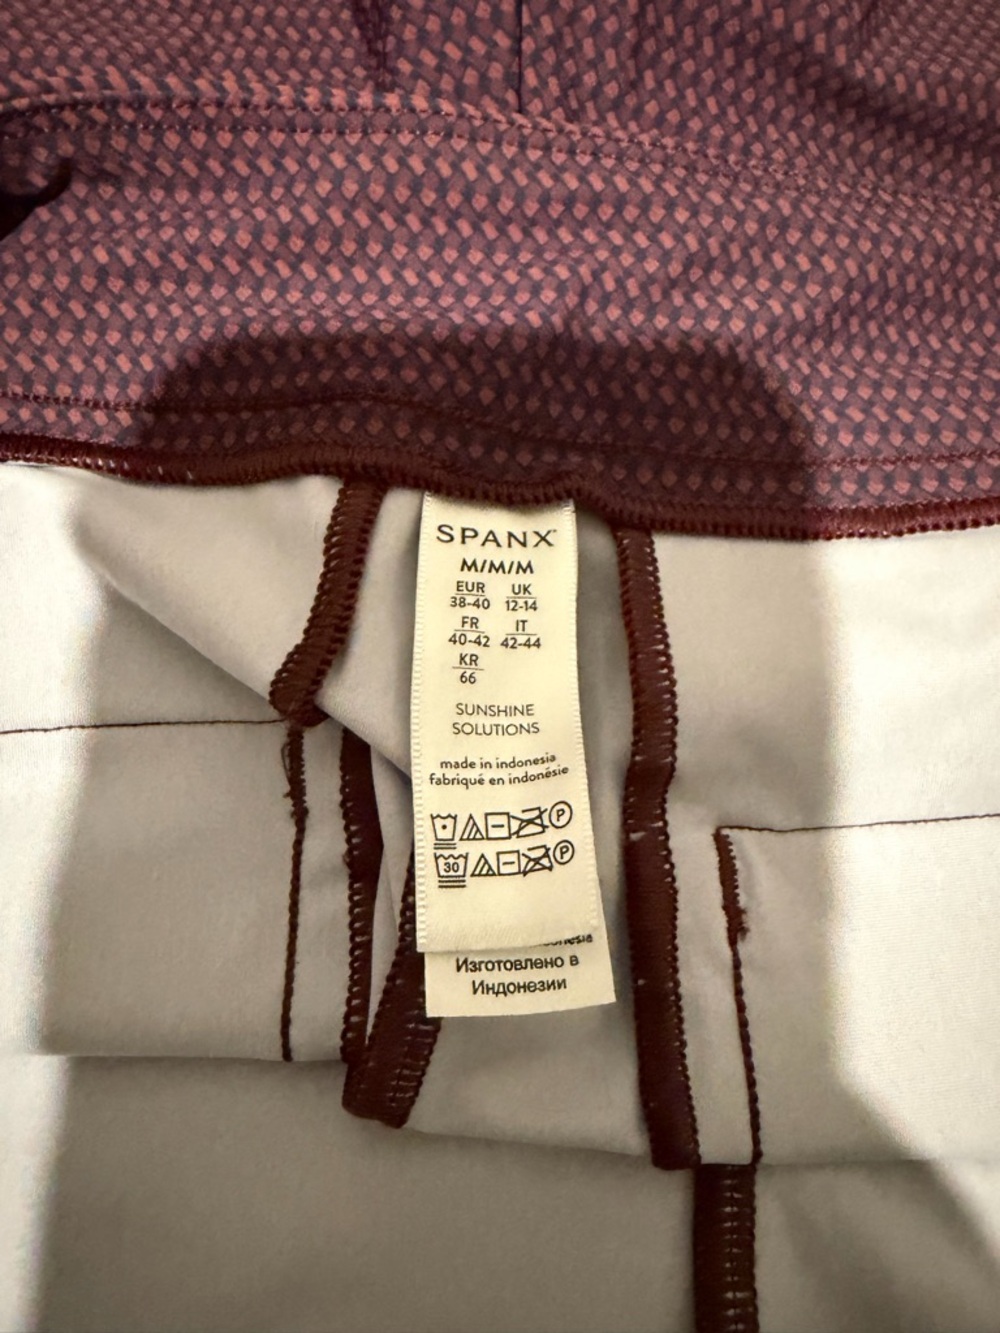 SPANX
M/M/M
EUR UK
38-40 12-14
FR IT
40-42 42-44
KR
66
SUNSHINE
SOLUTIONS
made in indonesia
fabriqué en indonésie
P
30 P
Изготовлено в
Индонезии